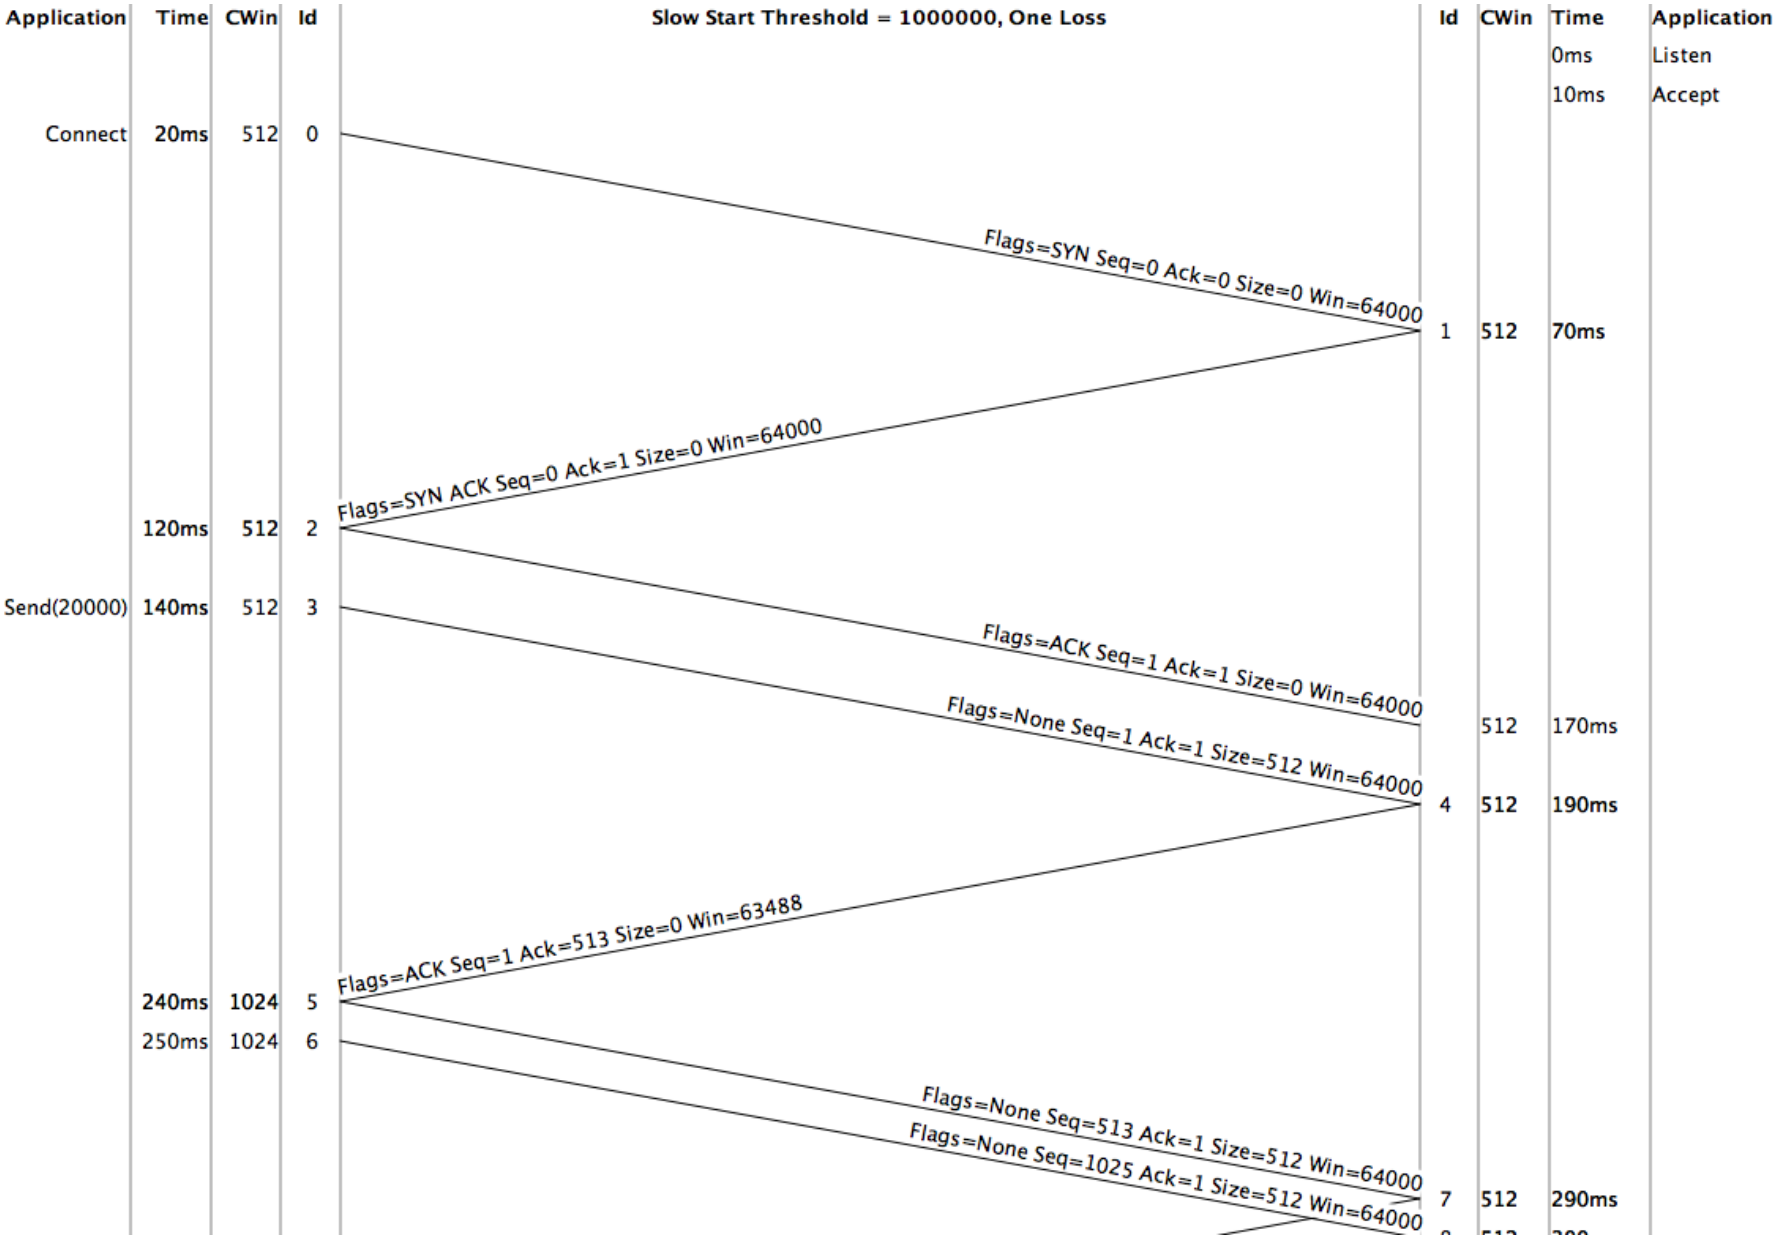 Application Time CWin Id Slow Start Threshold = 1000000, One Loss Id CWin Time Application
0ms Listen
10ms Accept
Connect 20ms 512 0
Flags=SYN Seq=0 Ack=0 Size=0 Win=64000
1 512 70ms
Flags=SYN ACK Seq=0 Ack=1 Size=0 Win=64000
120ms 512 2
Send(20000) 140ms 512 3
Flags=ACK Seq=1 Ack=1 Size=0 Win=64000
512 170ms
Flags=None Seq=1 Ack=1 Size=512 Win=64000
4 512 190ms
Flags=ACK Seq=1 Ack=513 Size=0 Win=63488
240ms 1024 5
250ms 1024 6
Flags=None Seq=513 Ack=1 Size=512 Win=64000
Flags=None Seq=1025 Ack=1 Size=512 Win=64000
7 512 290ms